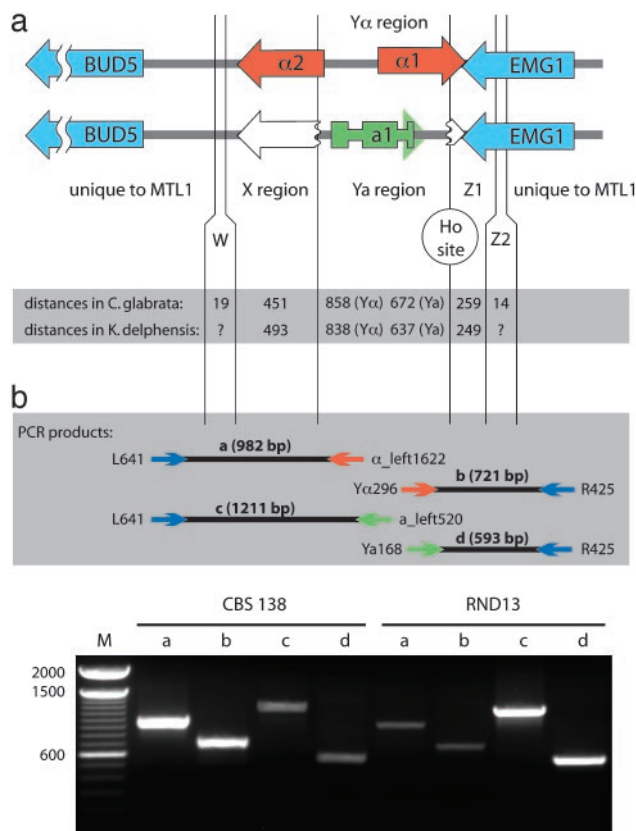 a
Yα region
BUD5
α2
α1
EMG1
BUD5
a1
EMG1
unique to MTL1
X region
Ya region
Z1
unique to MTL1
W
Ho site
Z2
distances in C. glabrata: 19 451 858 (Yα) 672 (Ya) 259 14
distances in K. delphensis: ? 493 838 (Yα) 637 (Ya) 249 ?
b
PCR products:
a (982 bp)
L641 α_left1622
b (721 bp)
Yα296 R425
c (1211 bp)
L641 a_left520
d (593 bp)
Ya168 R425
CBS 138 RND13
M a b c d a b c d
2000
1500
600